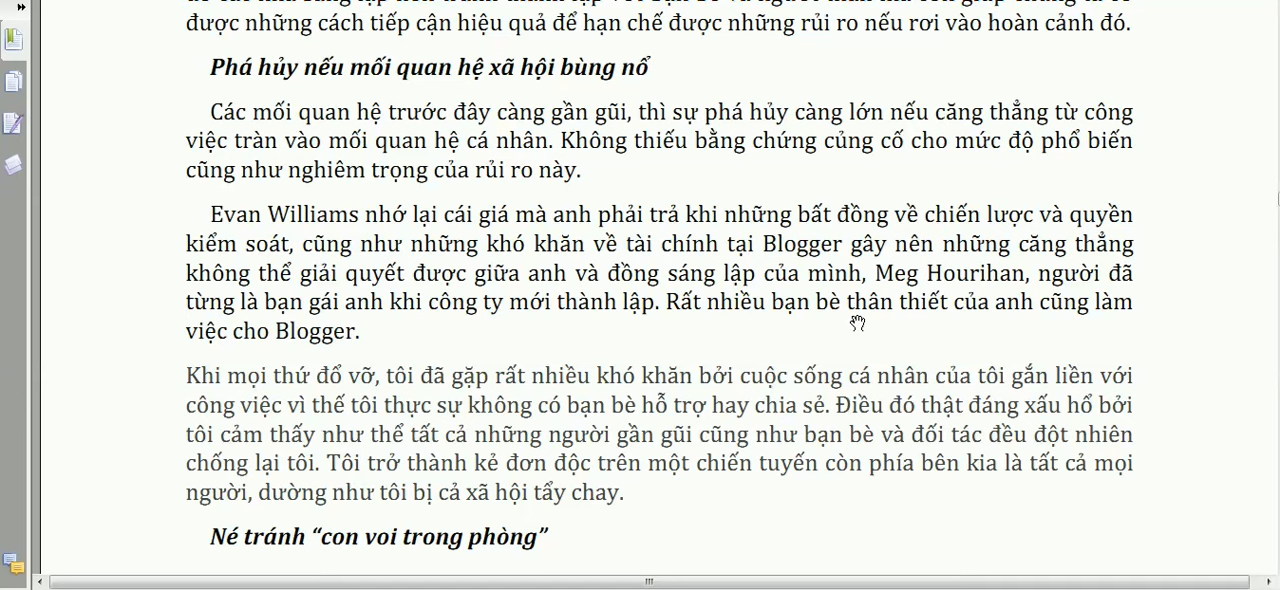 được những cách tiếp cận hiệu quả để hạn chế được những rủi ro nếu rơi vào hoàn cảnh đó.
Phá hủy nếu mối quan hệ xã hội bùng nổ
Các mối quan hệ trước đây càng gần gũi, thì sự phá hủy càng lớn nếu căng thẳng từ công
việc tràn vào mối quan hệ cá nhân. Không thiếu bằng chứng củng cố cho mức độ phổ biến
cũng như nghiêm trọng của rủi ro này.
Evan Williams nhớ lại cái giá mà anh phải trả khi những bất đồng về chiến lược và quyền
kiểm soát, cũng như những khó khăn về tài chính tại Blogger gây nên những căng thẳng
không thể giải quyết được giữa anh và đồng sáng lập của mình, Meg Hourihan, người đã
từng là bạn gái anh khi công ty mới thành lập. Rất nhiều bạn bè thân thiết của anh cũng làm
việc cho Blogger.
Khi mọi thứ đổ vỡ, tôi đã gặp rất nhiều khó khăn bởi cuộc sống cá nhân của tôi gắn liền với
công việc vì thế tôi thực sự không có bạn bè hỗ trợ hay chia sẻ. Điều đó thật đáng xấu hổ bởi
tôi cảm thấy như thể tất cả những người gần gũi cũng như bạn bè và đối tác đều đột nhiên
chống lại tôi. Tôi trở thành kẻ đơn độc trên một chiến tuyến còn phía bên kia là tất cả mọi
người, dường như tôi bị cả xã hội tẩy chay.
Né tránh “con voi trong phòng”